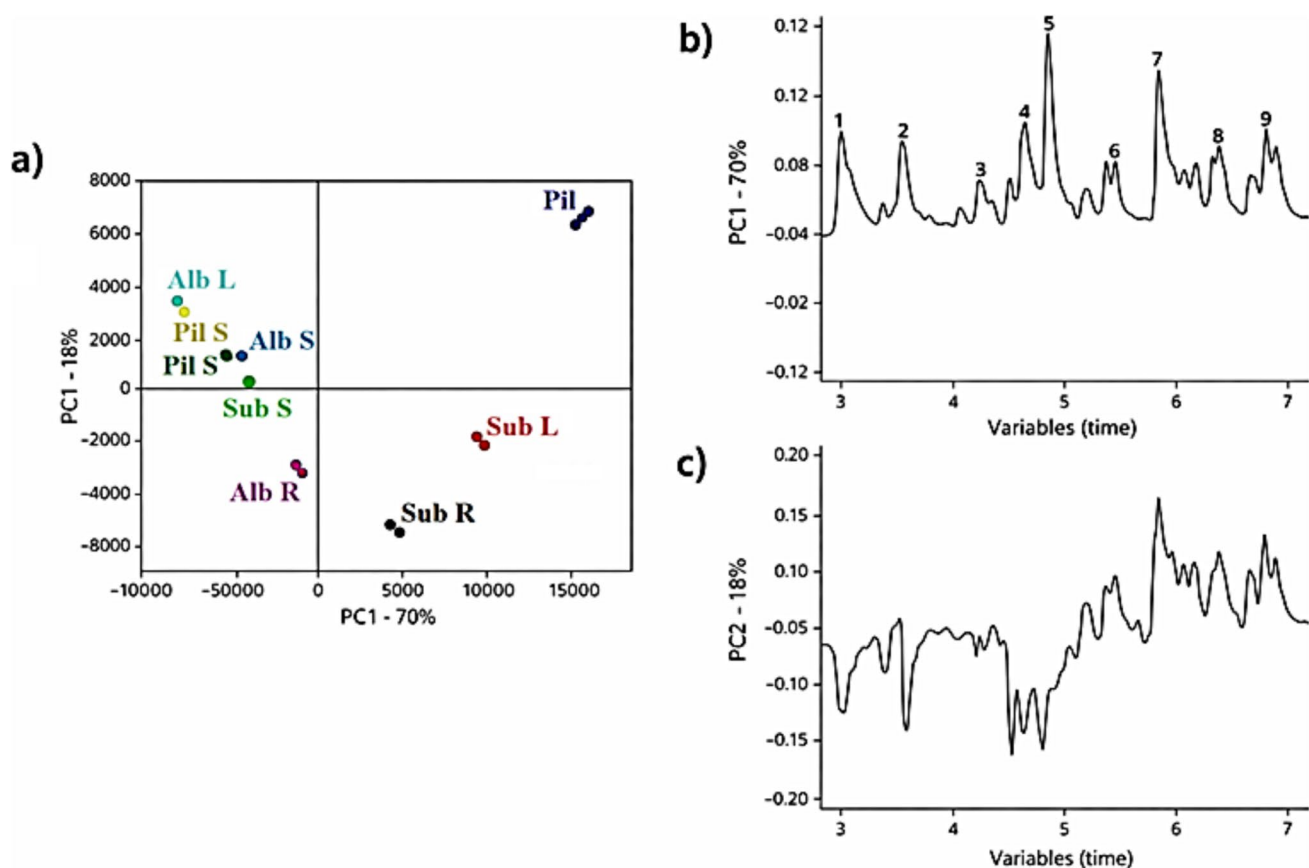 a)
8000
6000
4000
2000
0
−2000
−4000
−8000
PC1 - 18%
Pil
Alb L
Pil S
Alb S
Pil S
Sub S
Sub L
Alb R
Sub R
−10000
−50000
0
5000
10000
15000
PC1 - 70%
b)
0.12
0.12
0.08
−0.04
−0.02
−0.12
PC1 - 70%
1
2
3
4
5
6
7
8
9
3
4
5
6
7
Variables (time)
c)
0.20
0.15
0.10
−0.05
−0.10
−0.15
−0.20
PC2 - 18%
3
4
5
6
7
Variables (time)